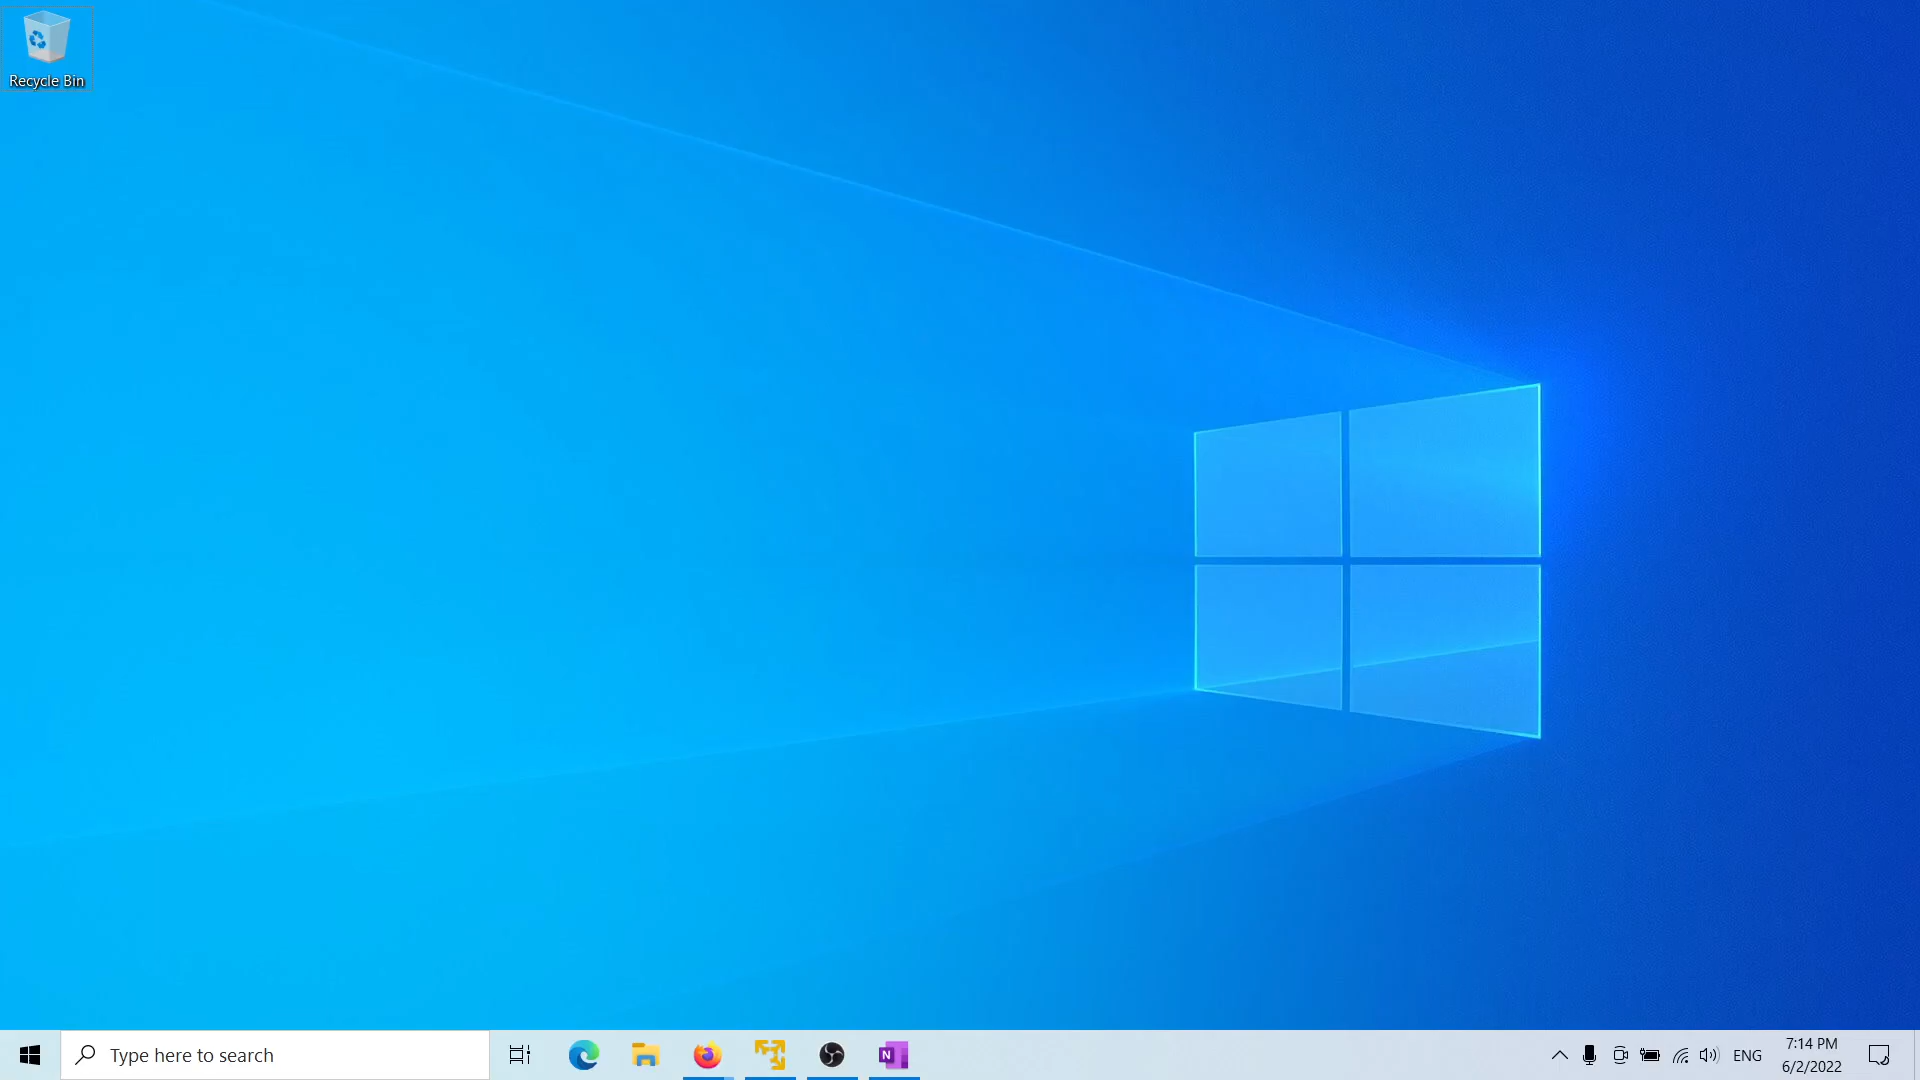 Recycle Bin
Type here to search
N
ENG
7:14 PM
6/2/2022